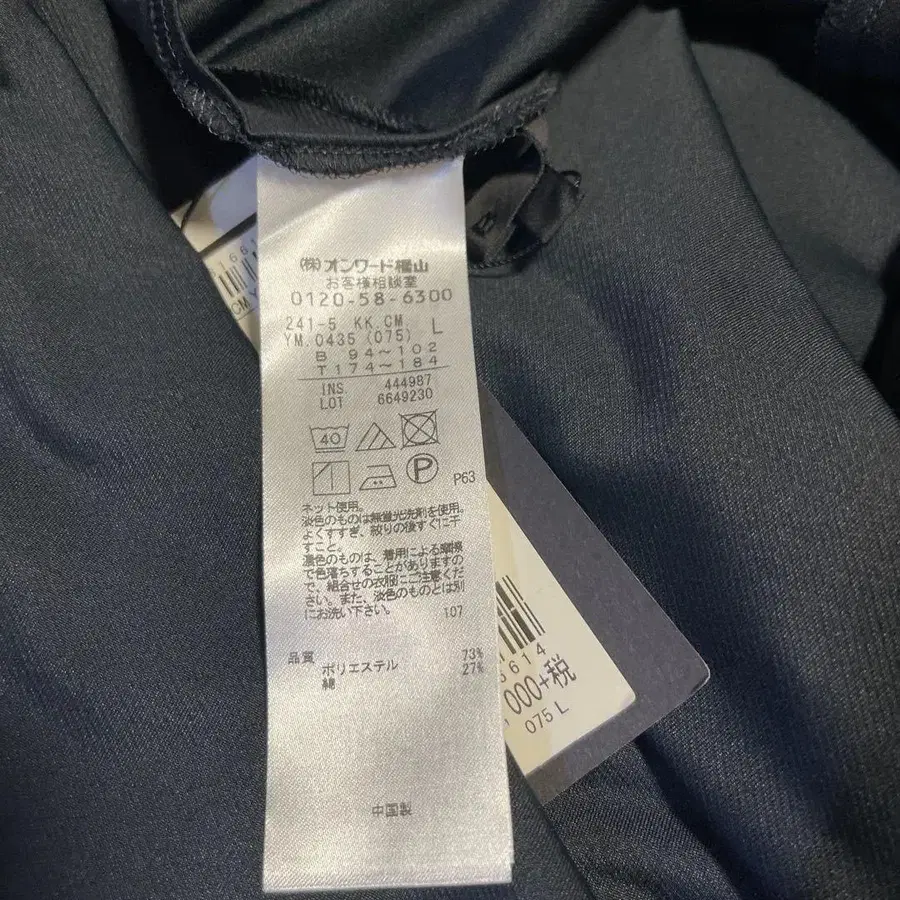 (株)オンワード樫山
お客様相談室
0120-58-6300
241-5 KK.CM. L
YM.0435 (075)
B 94～102
T 174～184
INS. 444987
LOT 6649230
40
P
P63
ネット使用。
淡色のものは無蛍光洗剤を使用。
よくすすぎ、絞りの後すぐに干
すこと。
濃色のものは、着用による摩擦
で色落ちすることがありますの
で、組合せの衣服にご注意くだ
さい。また、淡色のものとは別
にお洗い下さい。 107
品質
ポリエステル 73%
綿 27%
中国製
6614
000+税
075 L
CM
B